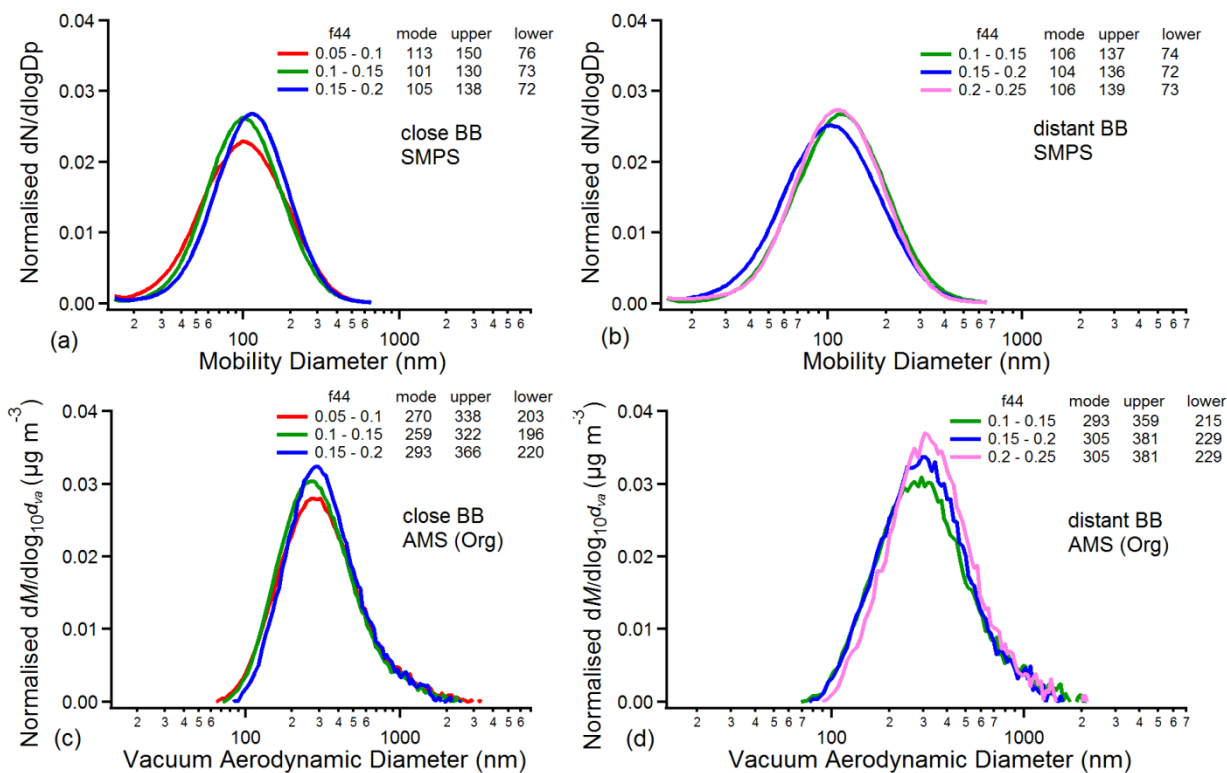 0.04
0.03
0.02
0.01
0.00
Normalised dN/dlogDp
f44 mode upper lower
0.05 - 0.1 113 150 76
0.1 - 0.15 101 130 73
0.15 - 0.2 105 138 72
close BB
SMPS
2 4 5 6 100 2 3 4 5 6 1000 2 3 4 5 6
(a)
Mobility Diameter (nm)
0.04
0.03
0.02
0.01
0.00
Normalised dN/dlogDp
f44 mode upper lower
0.1 - 0.15 106 137 74
0.15 - 0.2 104 136 72
0.2 - 0.25 106 139 73
distant BB
SMPS
2 3 4 5 6 7 100 2 3 4 5 6 7 1000 2 3 4 5 6 7
(b)
Mobility Diameter (nm)
0.04
0.03
0.02
0.01
0.00
Normalised dM/dlog₁₀dva (µg m⁻³)
f44 mode upper lower
0.05 - 0.1 270 338 203
0.1 - 0.15 259 322 196
0.15 - 0.2 293 366 220
close BB
AMS (Org)
2 3 4 5 6 100 2 3 4 5 6 1000 2 3 4 5 6
(c)
Vacuum Aerodynamic Diameter (nm)
0.04
0.03
0.02
0.01
0.00
Normalised dM/dlog₁₀dva (µg m⁻³)
f44 mode upper lower
0.1 - 0.15 293 359 215
0.15 - 0.2 305 381 229
0.2 - 0.25 305 381 229
distant BB
AMS (Org)
2 3 4 5 6 7 100 2 3 4 5 6 7 1000 2 3 4 5 6 7
(d)
Vacuum Aerodynamic Diameter (nm)